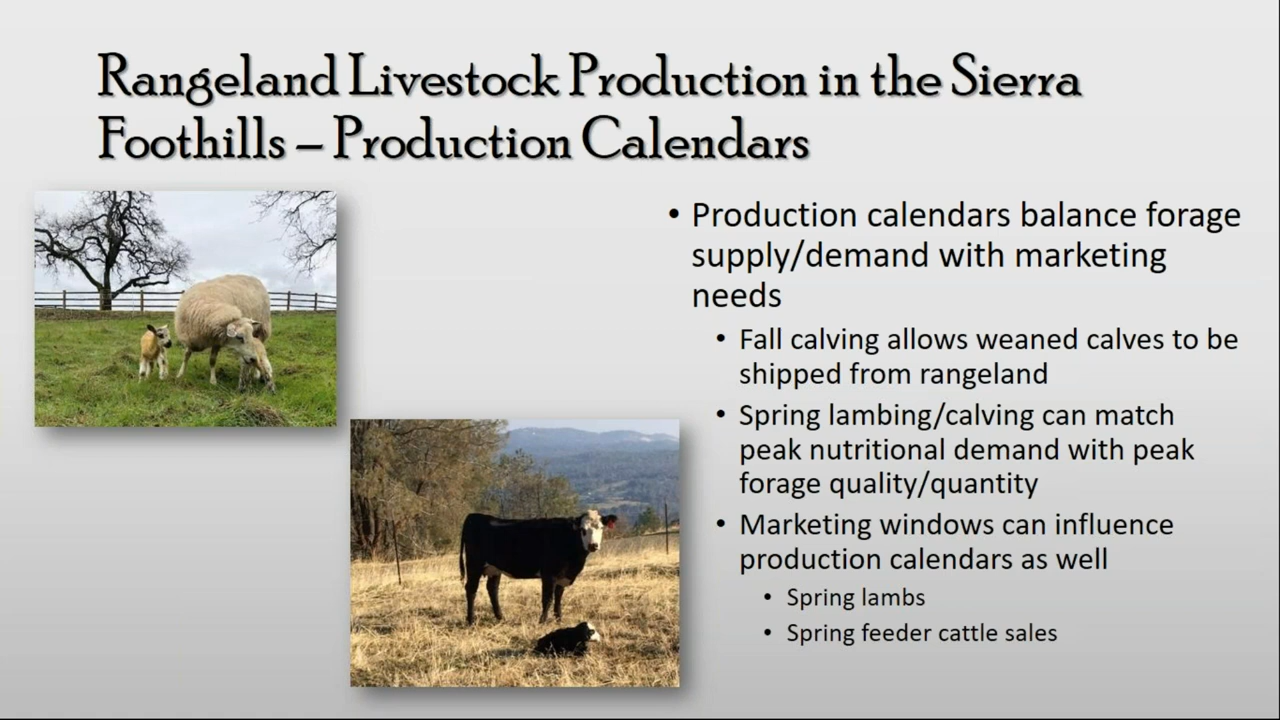 Rangeland Livestock Production in the Sierra
Foothills – Production Calendars
• Production calendars balance forage
supply/demand with marketing
needs
• Fall calving allows weaned calves to be
shipped from rangeland
• Spring lambing/calving can match
peak nutritional demand with peak
forage quality/quantity
• Marketing windows can influence
production calendars as well
• Spring lambs
• Spring feeder cattle sales